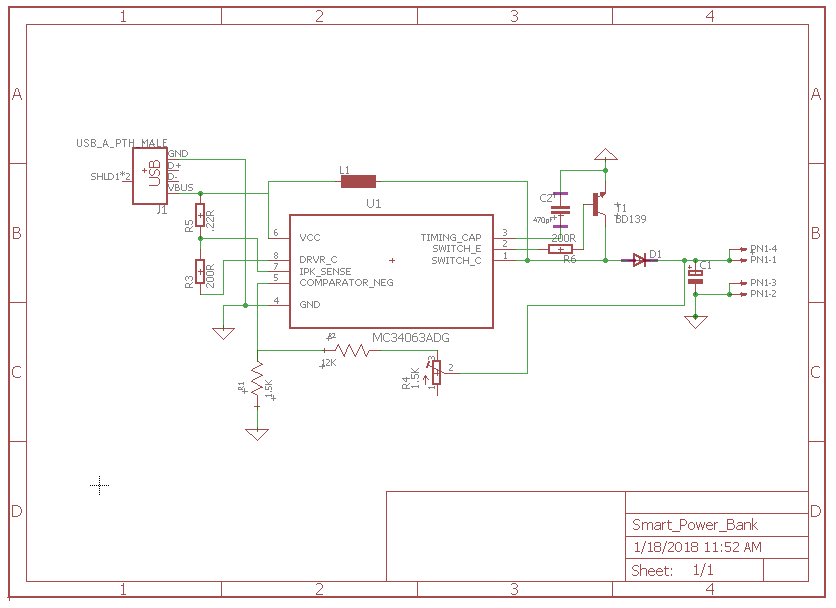 1 2 3 4
A A
USB_A_PTH_MALE
GND
D+
SHLD1*2
USB
D-
VBUS
J1
L1
U1
C2
470pf
T1
BD139
B B
R5
.22R
6 VCC
TIMING_CAP 3
SWITCH_E 2
200R
R6
SWITCH_C 1
D1
PN1-4
PN1-1
C1
R3
200R
8 DRVR_C
7 IPK_SENSE
5 COMPARATOR_NEG
4 GND
PN1-3
PN1-2
MC34063ADG
R2
12K
C C
R4
1.5K
3
2
1
R1
1.5K
D D
Smart_Power_Bank
1/18/2018 11:52 AM
Sheet: 1/1
1 2 3 4